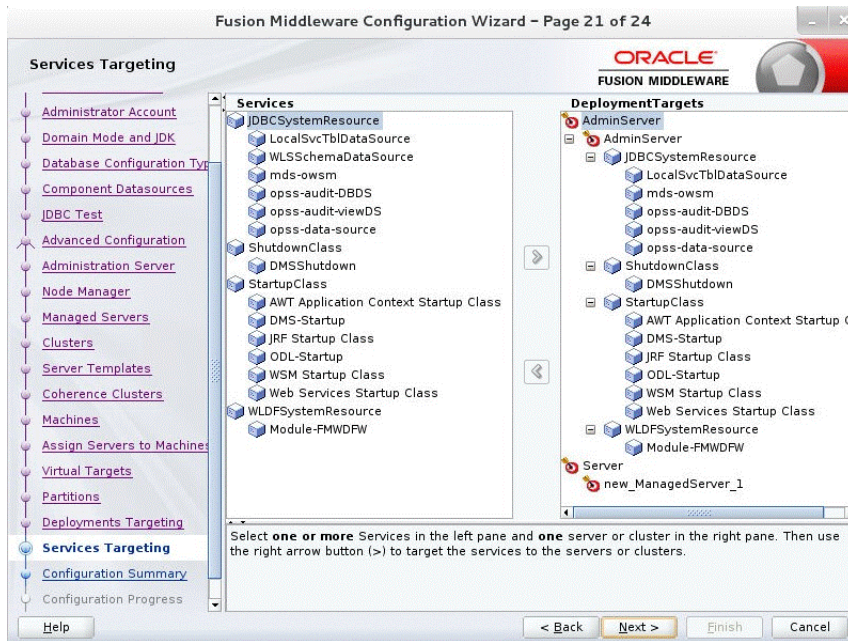 Fusion Middleware Configuration Wizard - Page 21 of 24
Services Targeting
ORACLE
FUSION MIDDLEWARE
Administrator Account
Domain Mode and JDK
Database Configuration Typ
Component Datasources
JDBC Test
Advanced Configuration
Administration Server
Node Manager
Managed Servers
Clusters
Server Templates
Coherence Clusters
Machines
Assign Servers to Machines
Virtual Targets
Partitions
Deployments Targeting
Services Targeting
Configuration Summary
Configuration Progress
Services
JDBCSystemResource
LocalSvcTblDataSource
WLSSchemaDataSource
mds-owsm
opss-audit-DBDS
opss-audit-viewDS
opss-data-source
ShutdownClass
DMSShutdown
StartupClass
AWT Application Context Startup Class
DMS-Startup
JRF Startup Class
ODL-Startup
WSM Startup Class
Web Services Startup Class
WLDFSystemResource
Module-FMWDFW
DeploymentTargets
AdminServer
AdminServer
JDBCSystemResource
LocalSvcTblDataSource
mds-owsm
opss-audit-DBDS
opss-audit-viewDS
opss-data-source
ShutdownClass
DMSShutdown
StartupClass
AWT Application Context Startup C
DMS-Startup
JRF Startup Class
ODL-Startup
WSM Startup Class
Web Services Startup Class
WLDFSystemResource
Module-FMWDFW
Server
new_ManagedServer_1
Select one or more Services in the left pane and one server or cluster in the right pane. Then use
the right arrow button (>) to target the services to the servers or clusters.
Help
< Back
Next >
Finish
Cancel